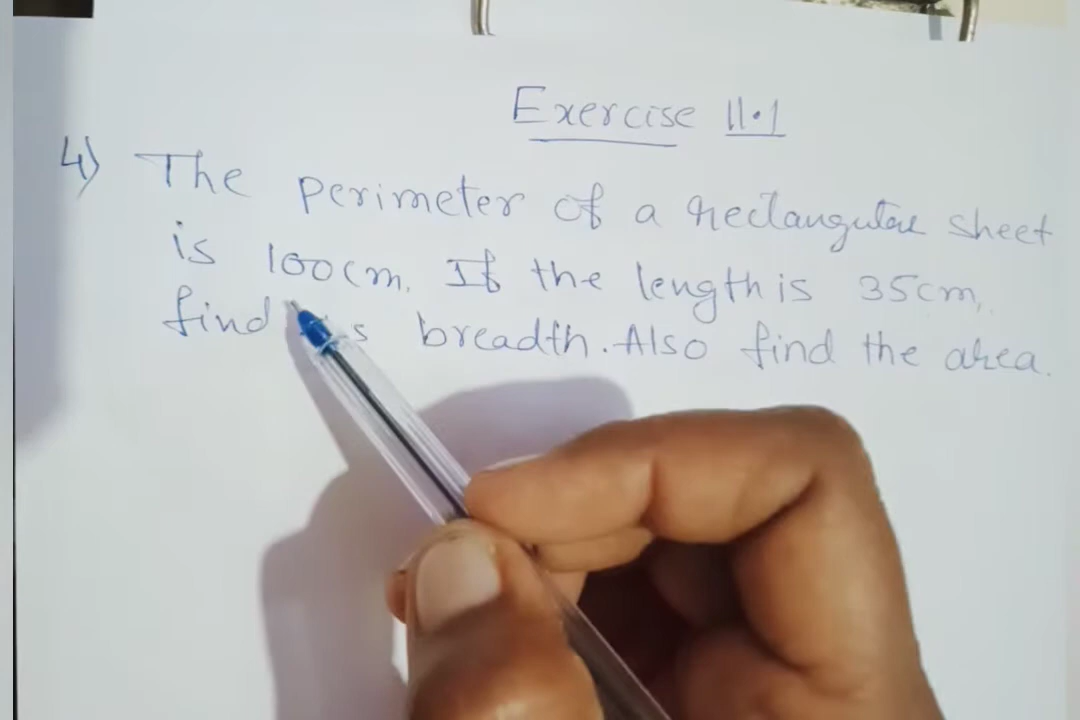 Exercise 11.1
4) The perimeter of a rectangular sheet
is 100cm. If the length is 35cm,
find s breadth. Also find the area.